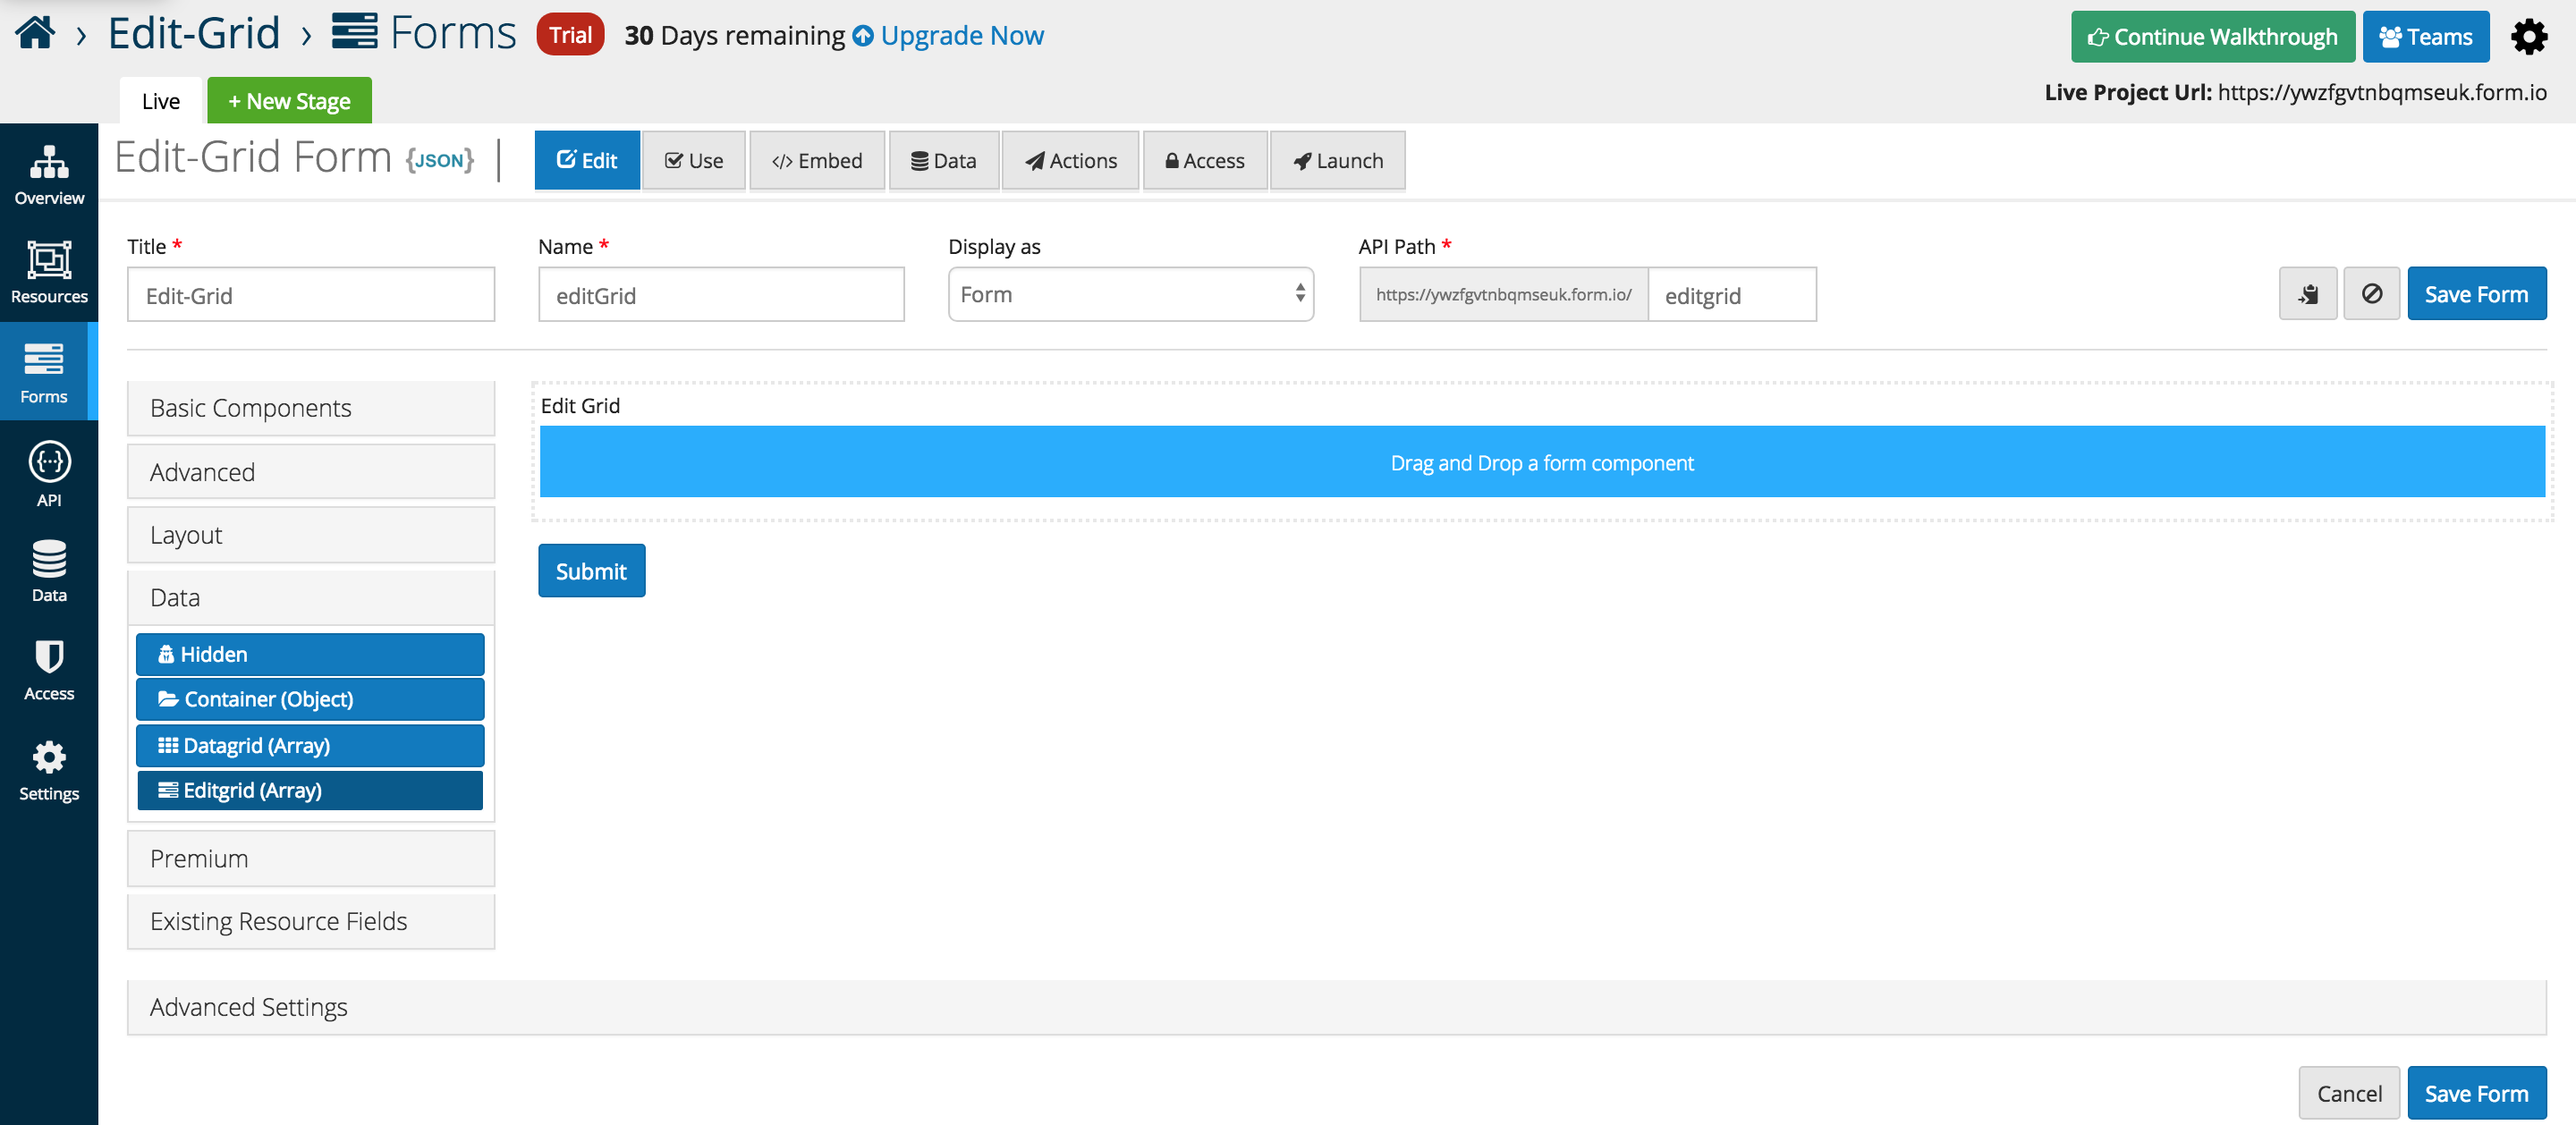 › Edit-Grid › Forms Trial 30 Days remaining Upgrade Now
Continue Walkthrough Teams
Live + New Stage
Live Project Url: https://ywzfgvtnbqmseuk.form.io
Edit-Grid Form {JSON}
Edit Use </> Embed Data Actions Access Launch
Overview
Resources
Forms
API
Data
Access
Settings
Title * Name * Display as API Path *
Edit-Grid editGrid Form https://ywzfgvtnbqmseuk.form.io/ editgrid Save Form
Basic Components
Advanced
Layout
Data
Hidden
Container (Object)
Datagrid (Array)
Editgrid (Array)
Premium
Existing Resource Fields
Edit Grid
Drag and Drop a form component
Submit
Advanced Settings
Cancel Save Form